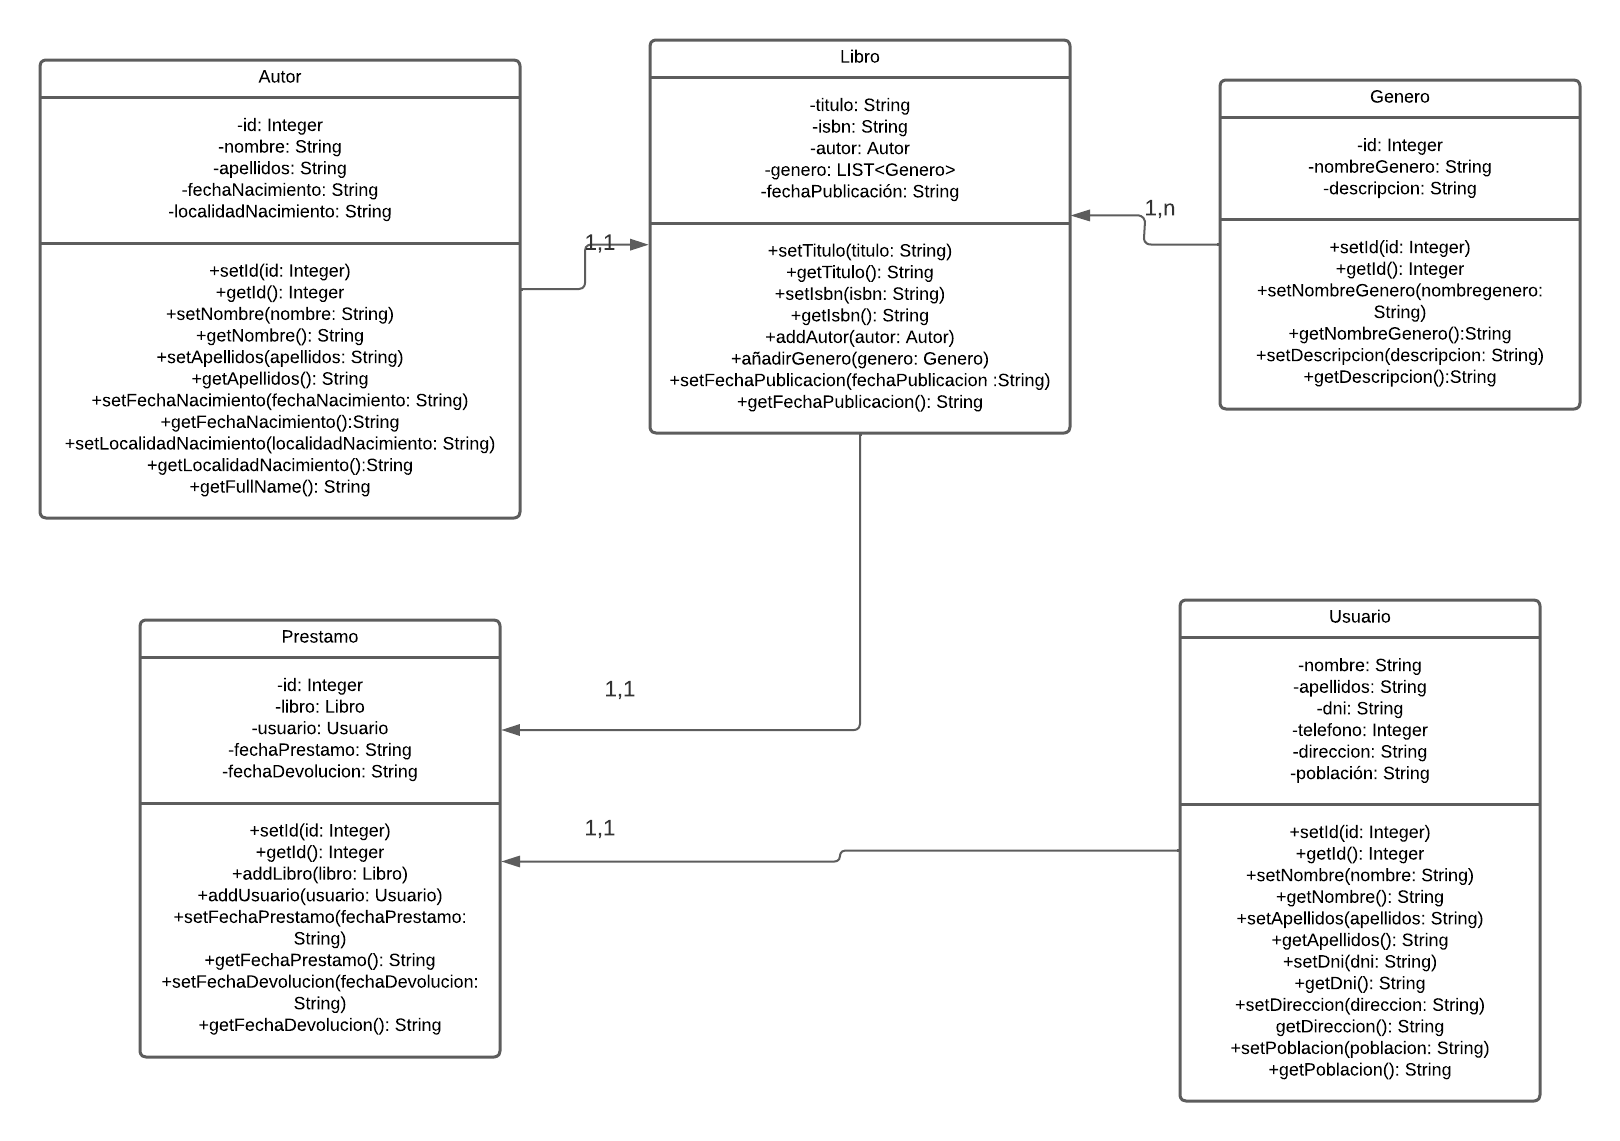 Autor
-id: Integer
-nombre: String
-apellidos: String
-fechaNacimiento: String
-localidadNacimiento: String
+setId(id: Integer)
+getId(): Integer
+setNombre(nombre: String)
+getNombre(): String
+setApellidos(apellidos: String)
+getApellidos(): String
+setFechaNacimiento(fechaNacimiento: String)
+getFechaNacimiento():String
+setLocalidadNacimiento(localidadNacimiento: String)
+getLocalidadNacimiento():String
+getFullName(): String
1,1
Libro
-titulo: String
-isbn: String
-autor: Autor
-genero: LIST<Genero>
-fechaPublicación: String
+setTitulo(titulo: String)
+getTitulo(): String
+setIsbn(isbn: String)
+getIsbn(): String
+addAutor(autor: Autor)
+añadirGenero(genero: Genero)
+setFechaPublicacion(fechaPublicacion :String)
+getFechaPublicacion(): String
1,n
Genero
-id: Integer
-nombreGenero: String
-descripcion: String
+setId(id: Integer)
+getId(): Integer
+setNombreGenero(nombregenero:
String)
+getNombreGenero():String
+setDescripcion(descripcion: String)
+getDescripcion():String
Prestamo
-id: Integer
-libro: Libro
-usuario: Usuario
-fechaPrestamo: String
-fechaDevolucion: String
+setId(id: Integer)
+getId(): Integer
+addLibro(libro: Libro)
+addUsuario(usuario: Usuario)
+setFechaPrestamo(fechaPrestamo:
String)
+getFechaPrestamo(): String
+setFechaDevolucion(fechaDevolucion:
String)
+getFechaDevolucion(): String
1,1
1,1
Usuario
-nombre: String
-apellidos: String
-dni: String
-telefono: Integer
-direccion: String
-población: String
+setId(id: Integer)
+getId(): Integer
+setNombre(nombre: String)
+getNombre(): String
+setApellidos(apellidos: String)
+getApellidos(): String
+setDni(dni: String)
+getDni(): String
+setDireccion(direccion: String)
getDireccion(): String
+setPoblacion(poblacion: String)
+getPoblacion(): String